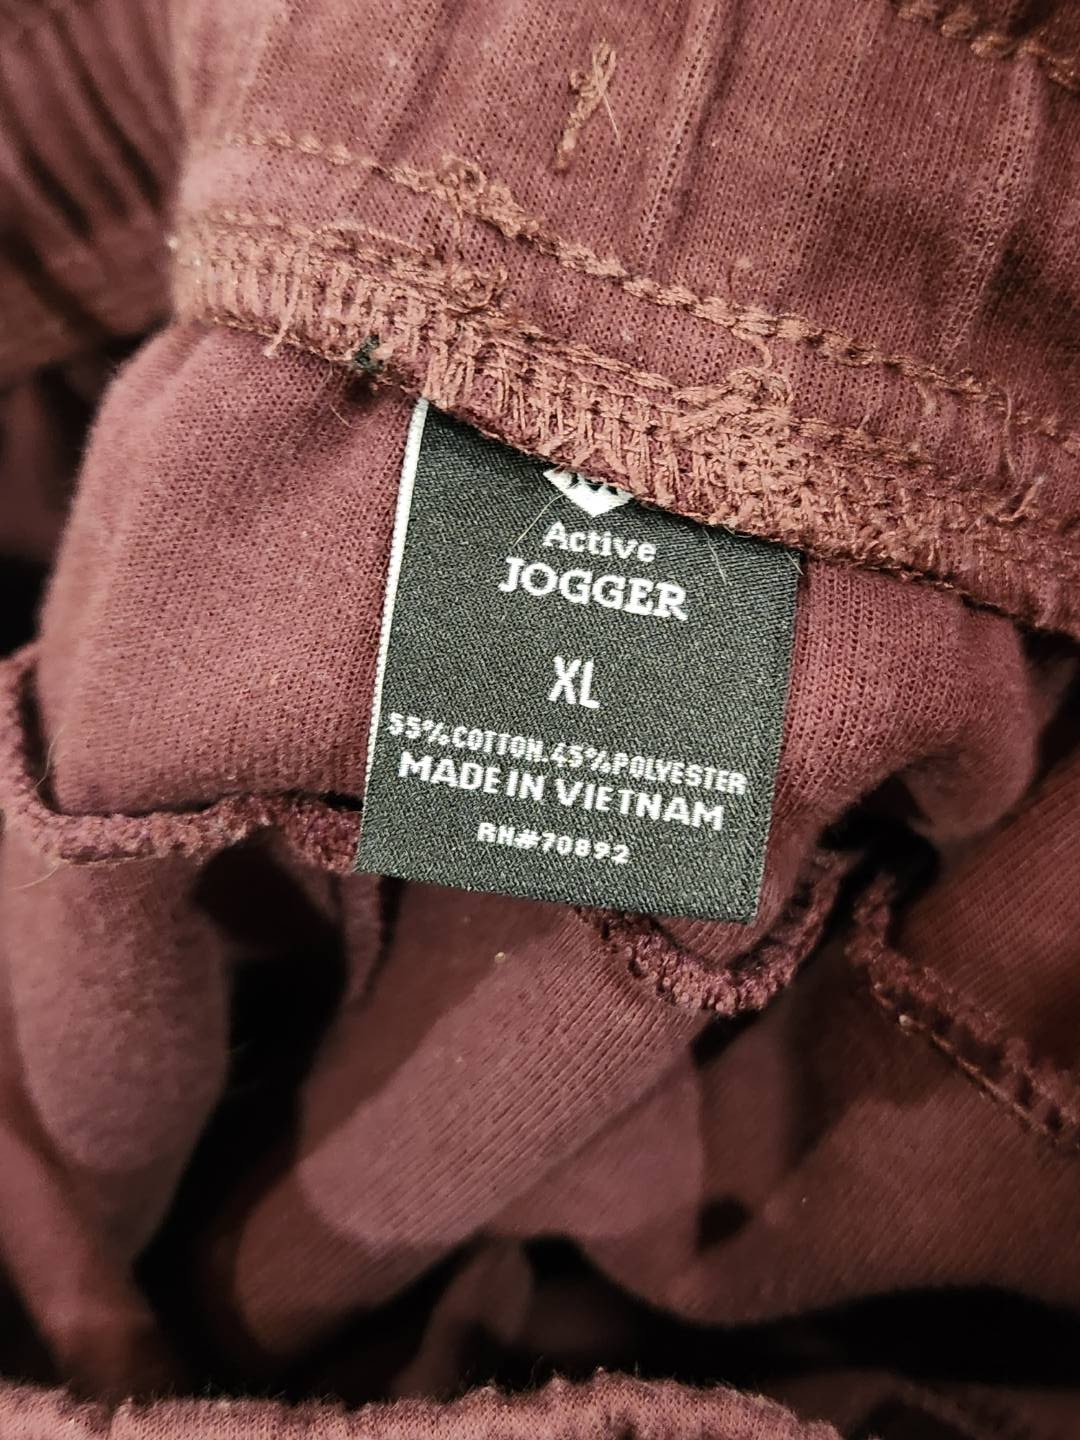 Active
JOGGER
XL
55%COTTON.45%POLYESTER
MADE IN VIETNAM
RN#70892